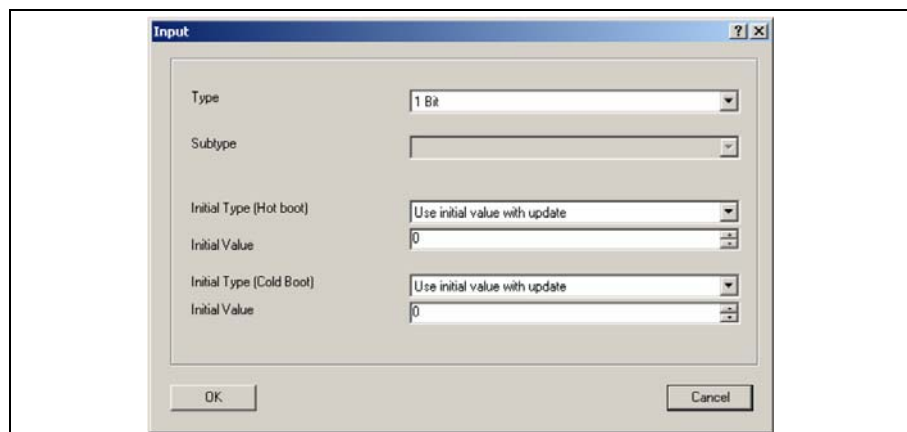 Input
Type
1 Bit
Subtype
Initial Type (Hot boot)
Use initial value with update
Initial Value
0
Initial Type (Cold Boot)
Use initial value with update
Initial Value
0
OK
Cancel